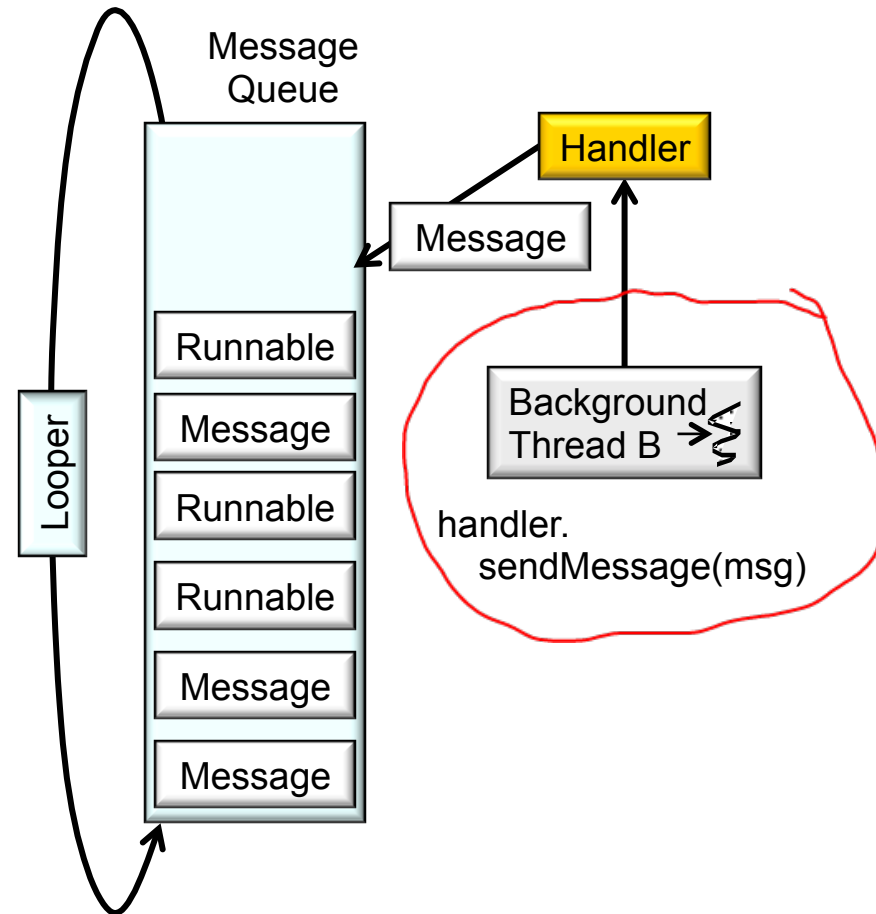 Message
Queue
Handler
Message
Runnable
Message
Runnable
Runnable
Message
Message
Looper
Background
Thread B
handler.
sendMessage(msg)